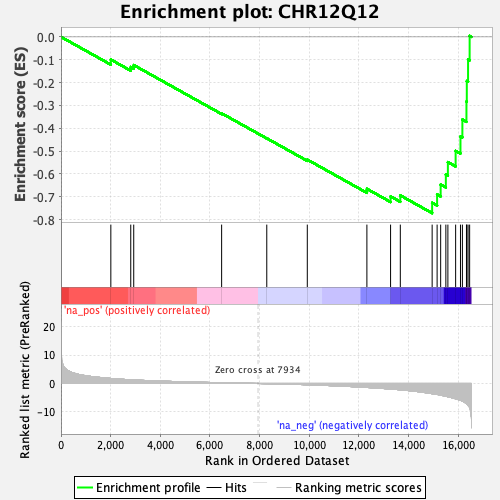 Enrichment plot: CHR12Q12
Enrichment score (ES)
0.0
-0.1
-0.2
-0.3
-0.4
-0.5
-0.6
-0.7
-0.8
'na_pos' (positively correlated)
Ranked list metric (PreRanked)
20
10
0
-10
Zero cross at 7934
'na_neg' (negatively correlated)
0
2,000
4,000
6,000
8,000
10,000
12,000
14,000
16,000
Rank in Ordered Dataset
Enrichment profile
Hits
Ranking metric scores